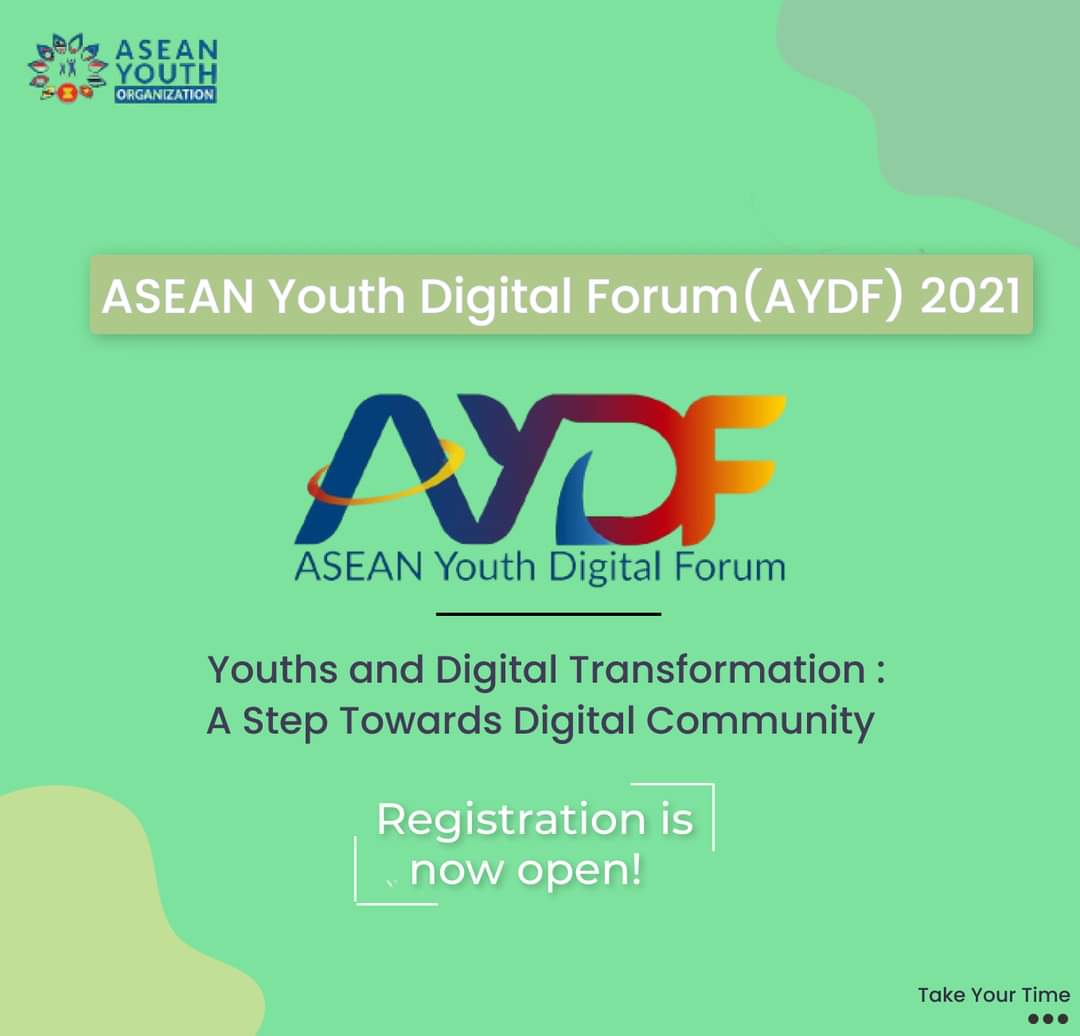 ASEAN
YOUTH
ORGANIZATION
ASEAN Youth Digital Forum(AYDF) 2021
AYDF
ASEAN Youth Digital Forum
Youths and Digital Transformation :
A Step Towards Digital Community
Registration is
now open!
Take Your Time